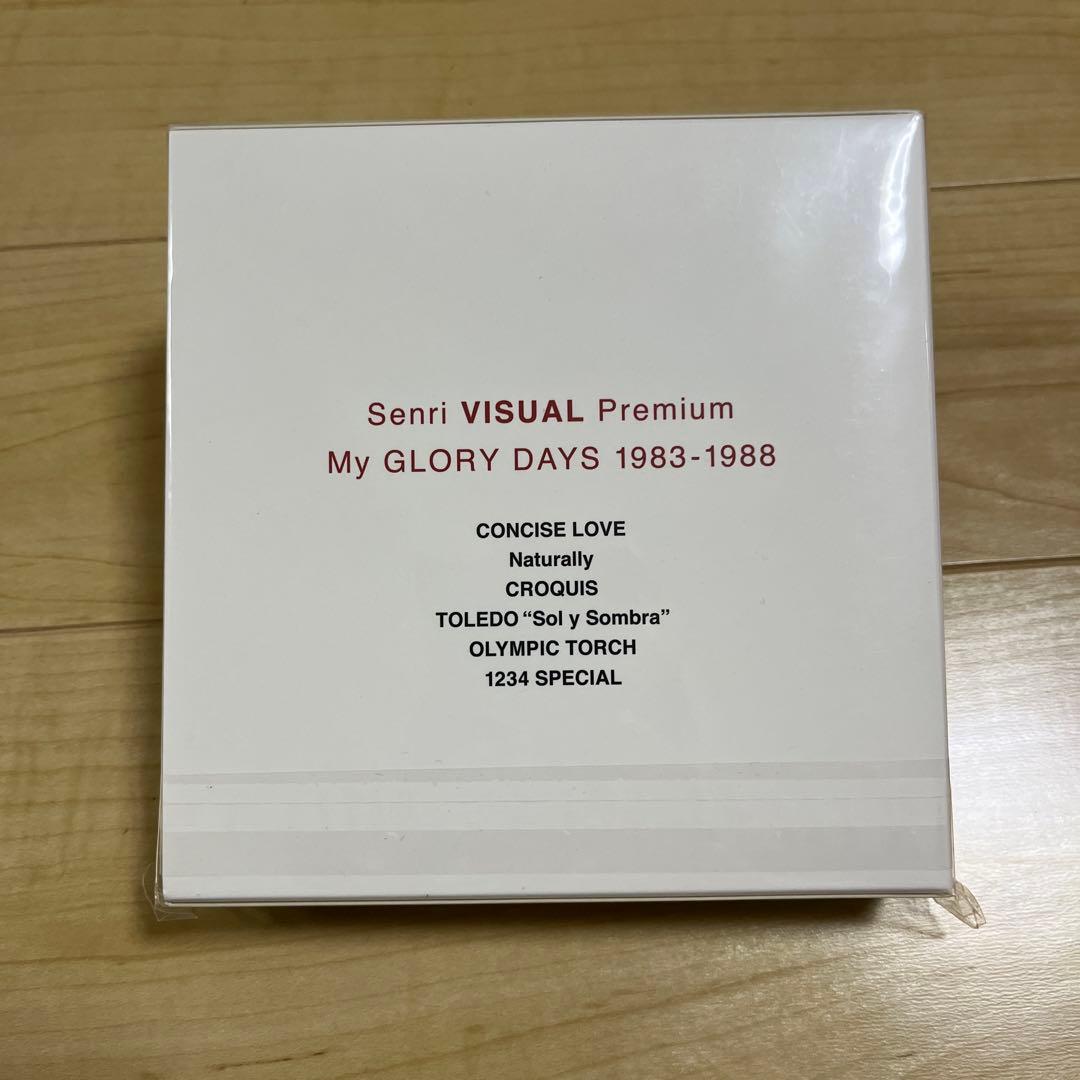 Senri VISUAL Premium
My GLORY DAYS 1983-1988
CONCISE LOVE
Naturally
CROQUIS
TOLEDO “Sol y Sombra”
OLYMPIC TORCH
1234 SPECIAL